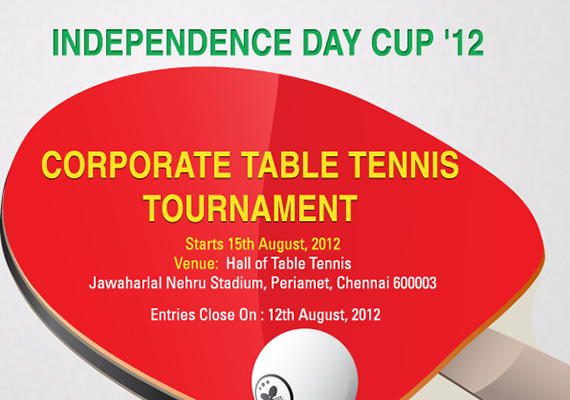 INDEPENDENCE DAY CUP '12
CORPORATE TABLE TENNIS
TOURNAMENT
Starts 15th August, 2012
Venue: Hall of Table Tennis
Jawaharlal Nehru Stadium, Periamet, Chennai 600003
Entries Close On : 12th August, 2012